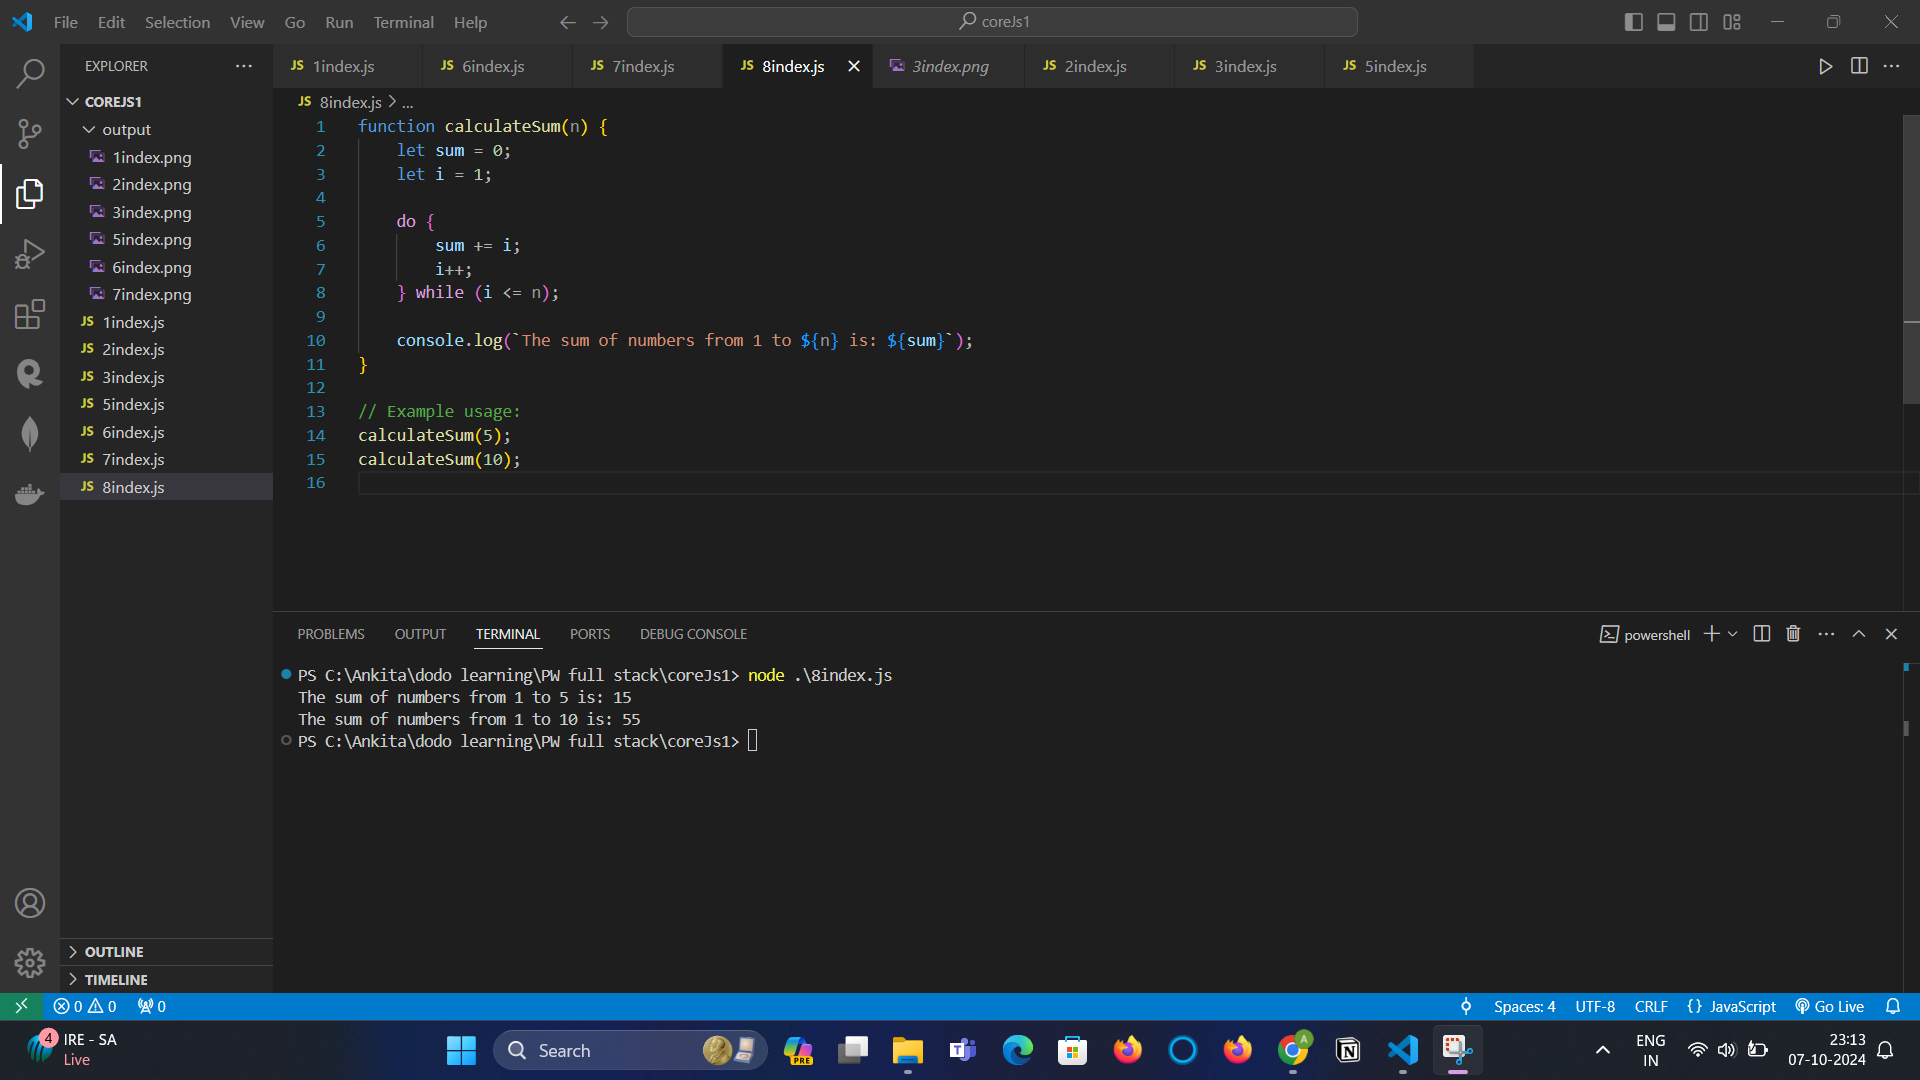 File Edit Selection View Go Run Terminal Help
coreJs1
EXPLORER
COREJS1
output
1index.png
2index.png
3index.png
5index.png
6index.png
7index.png
JS 1index.js
JS 2index.js
JS 3index.js
JS 5index.js
JS 6index.js
JS 7index.js
JS 8index.js
OUTLINE
TIMELINE
JS 1index.js JS 6index.js JS 7index.js JS 8index.js 3index.png JS 2index.js JS 3index.js JS 5index.js
JS 8index.js > ...
1 function calculateSum(n) {
2 let sum = 0;
3 let i = 1;
4
5 do {
6 sum += i;
7 i++;
8 } while (i <= n);
9
10 console.log(`The sum of numbers from 1 to ${n} is: ${sum}`);
11 }
12
13 // Example usage:
14 calculateSum(5);
15 calculateSum(10);
16
PROBLEMS OUTPUT TERMINAL PORTS DEBUG CONSOLE
powershell
PS C:\Ankita\dodo learning\PW full stack\coreJs1> node .\8index.js
The sum of numbers from 1 to 5 is: 15
The sum of numbers from 1 to 10 is: 55
PS C:\Ankita\dodo learning\PW full stack\coreJs1>
0 0 0 Spaces: 4 UTF-8 CRLF {} JavaScript Go Live
4
IRE - SA
Live
Search
PRE
A
ENG
IN
23:13
07-10-2024